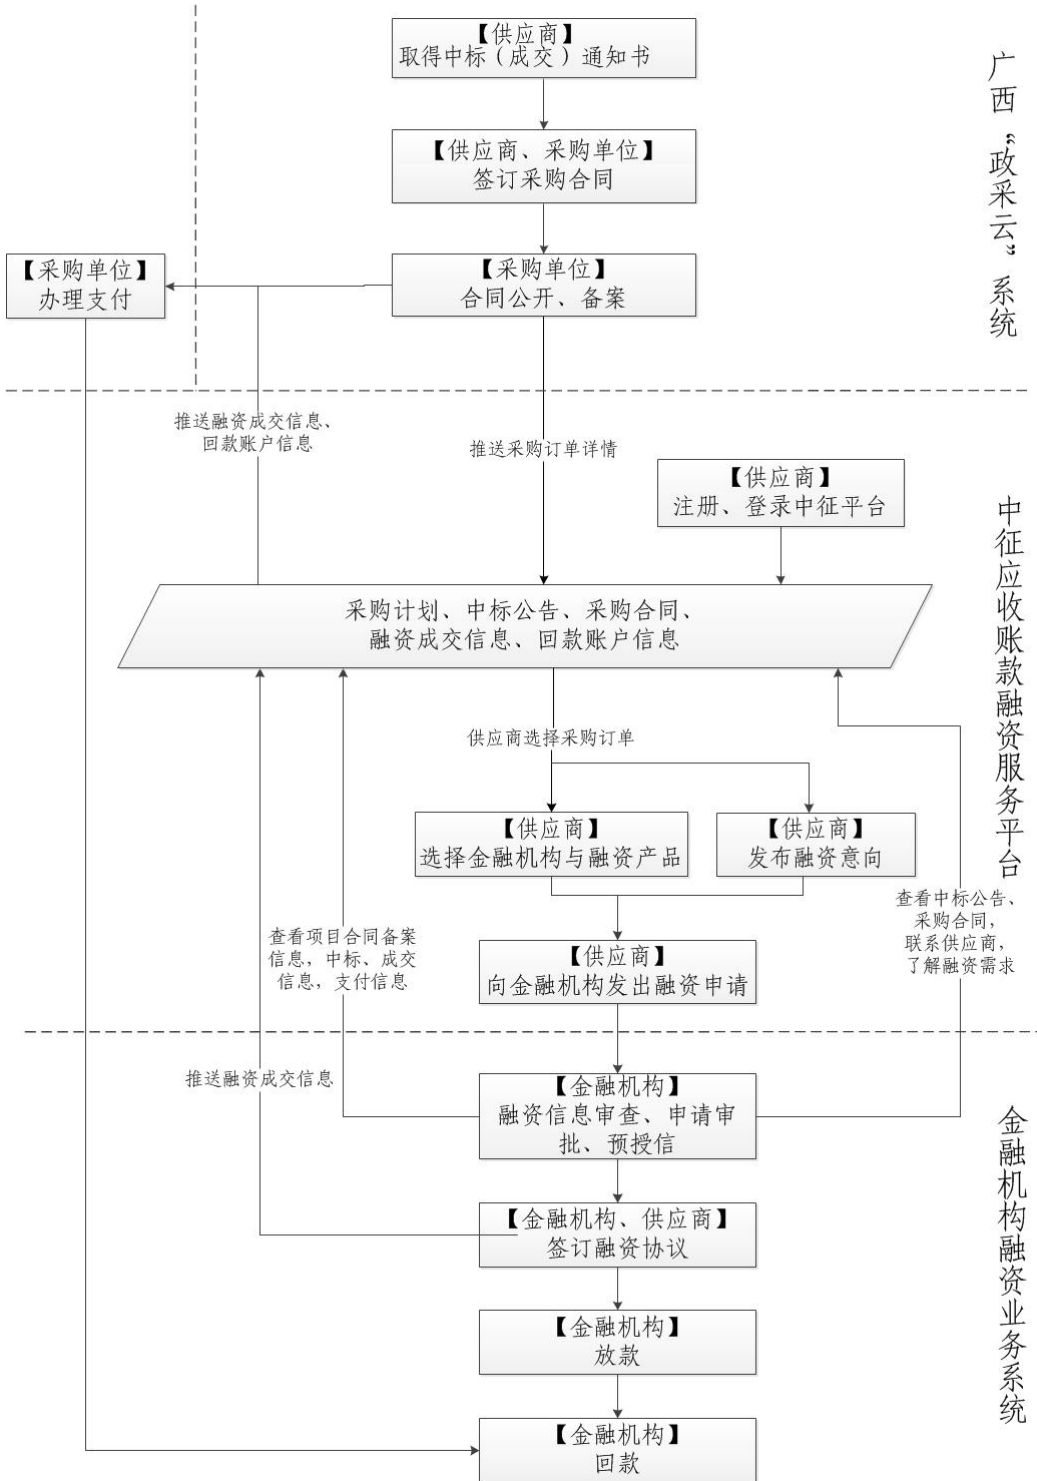 【供应商】
取得中标（成交）通知书
【供应商、采购单位】
签订采购合同
【采购单位】
办理支付
【采购单位】
合同公开、备案
广西“政采云”系统
推送融资成交信息、
回款账户信息
推送采购订单详情
【供应商】
注册、登录中征平台
采购计划、中标公告、采购合同、
融资成交信息、回款账户信息
供应商选择采购订单
【供应商】
选择金融机构与融资产品
【供应商】
发布融资意向
中征应收账款融资服务平台
查看项目合同备案
信息，中标、成交
信息，支付信息
【供应商】
向金融机构发出融资申请
查看中标公告、
采购合同，
联系供应商，
了解融资需求
推送融资成交信息
【金融机构】
融资信息审查、申请审
批、预授信
【金融机构、供应商】
签订融资协议
【金融机构】
放款
【金融机构】
回款
金融机构融资业务系统